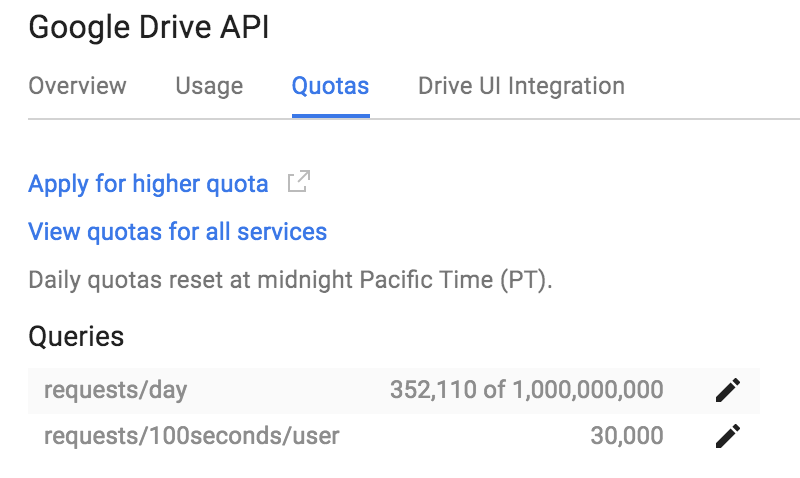 Google Drive API
Overview Usage Quotas Drive UI Integration
Apply for higher quota
View quotas for all services
Daily quotas reset at midnight Pacific Time (PT).
Queries
requests/day 352,110 of 1,000,000,000
requests/100seconds/user 30,000